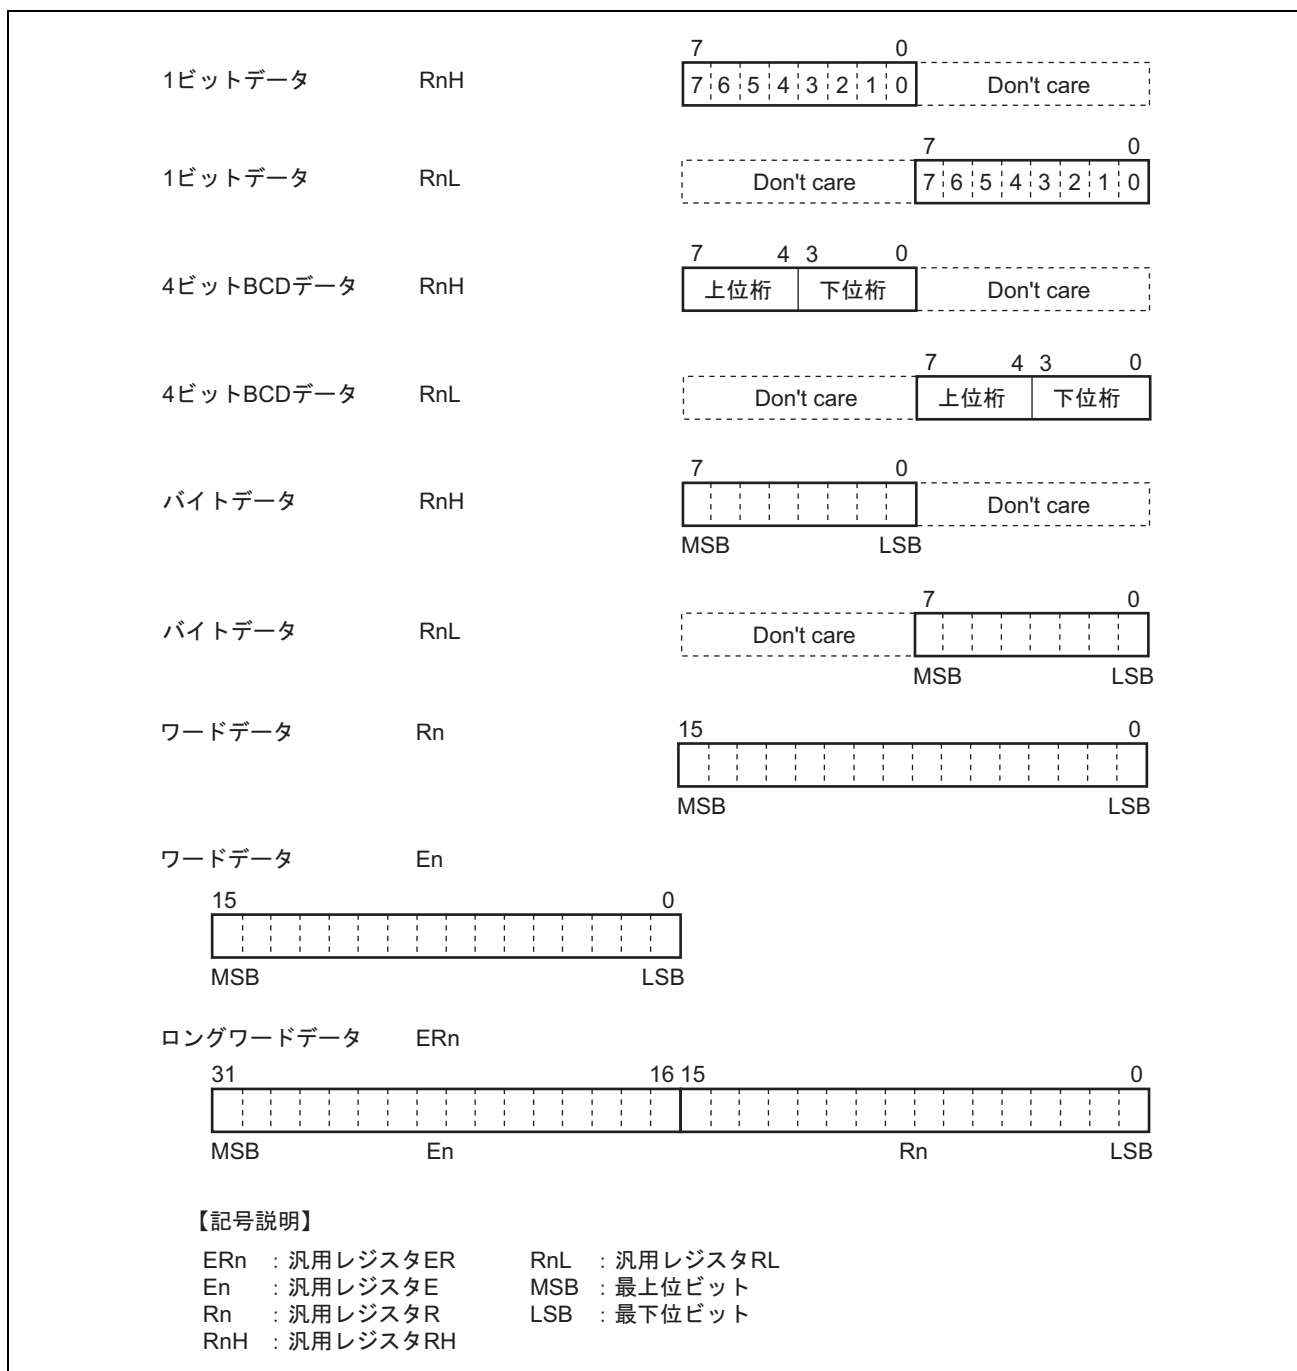 7 0
1ビットデータ RnH 7 6 5 4 3 2 1 0 Don't care
7 0
1ビットデータ RnL Don't care 7 6 5 4 3 2 1 0
7 4 3 0
4ビットBCDデータ RnH 上位桁 下位桁 Don't care
7 4 3 0
4ビットBCDデータ RnL Don't care 上位桁 下位桁
7 0
バイトデータ RnH Don't care
MSB LSB
7 0
バイトデータ RnL Don't care
MSB LSB
ワードデータ Rn 15 0
MSB LSB
ワードデータ En
15 0
MSB LSB
ロングワードデータ ERn
31 16 15 0
MSB En Rn LSB
【記号説明】
ERn : 汎用レジスタER RnL : 汎用レジスタRL
En : 汎用レジスタE MSB : 最上位ビット
Rn : 汎用レジスタR LSB : 最下位ビット
RnH : 汎用レジスタRH